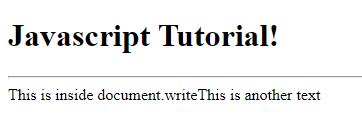 Javascript Tutorial!
This is inside document.writeThis is another text